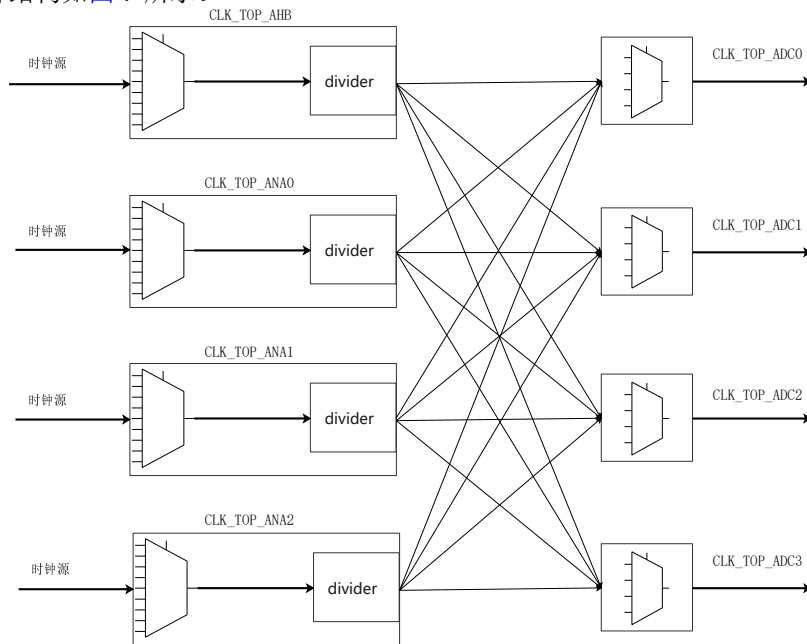 CLK_TOP_AHB
时钟源
divider
CLK_TOP_ADC0
CLK_TOP_ANA0
时钟源
divider
CLK_TOP_ADC1
CLK_TOP_ANA1
时钟源
divider
CLK_TOP_ADC2
CLK_TOP_ANA2
时钟源
divider
CLK_TOP_ADC3